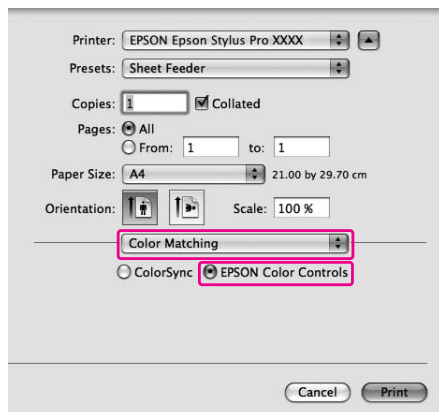 Printer: EPSON Epson Stylus Pro XXXX
Presets: Sheet Feeder
Copies: 1 Collated
Pages: All
From: 1 to: 1
Paper Size: A4 21.00 by 29.70 cm
Orientation: Scale: 100 %
Color Matching
ColorSync EPSON Color Controls
Cancel Print